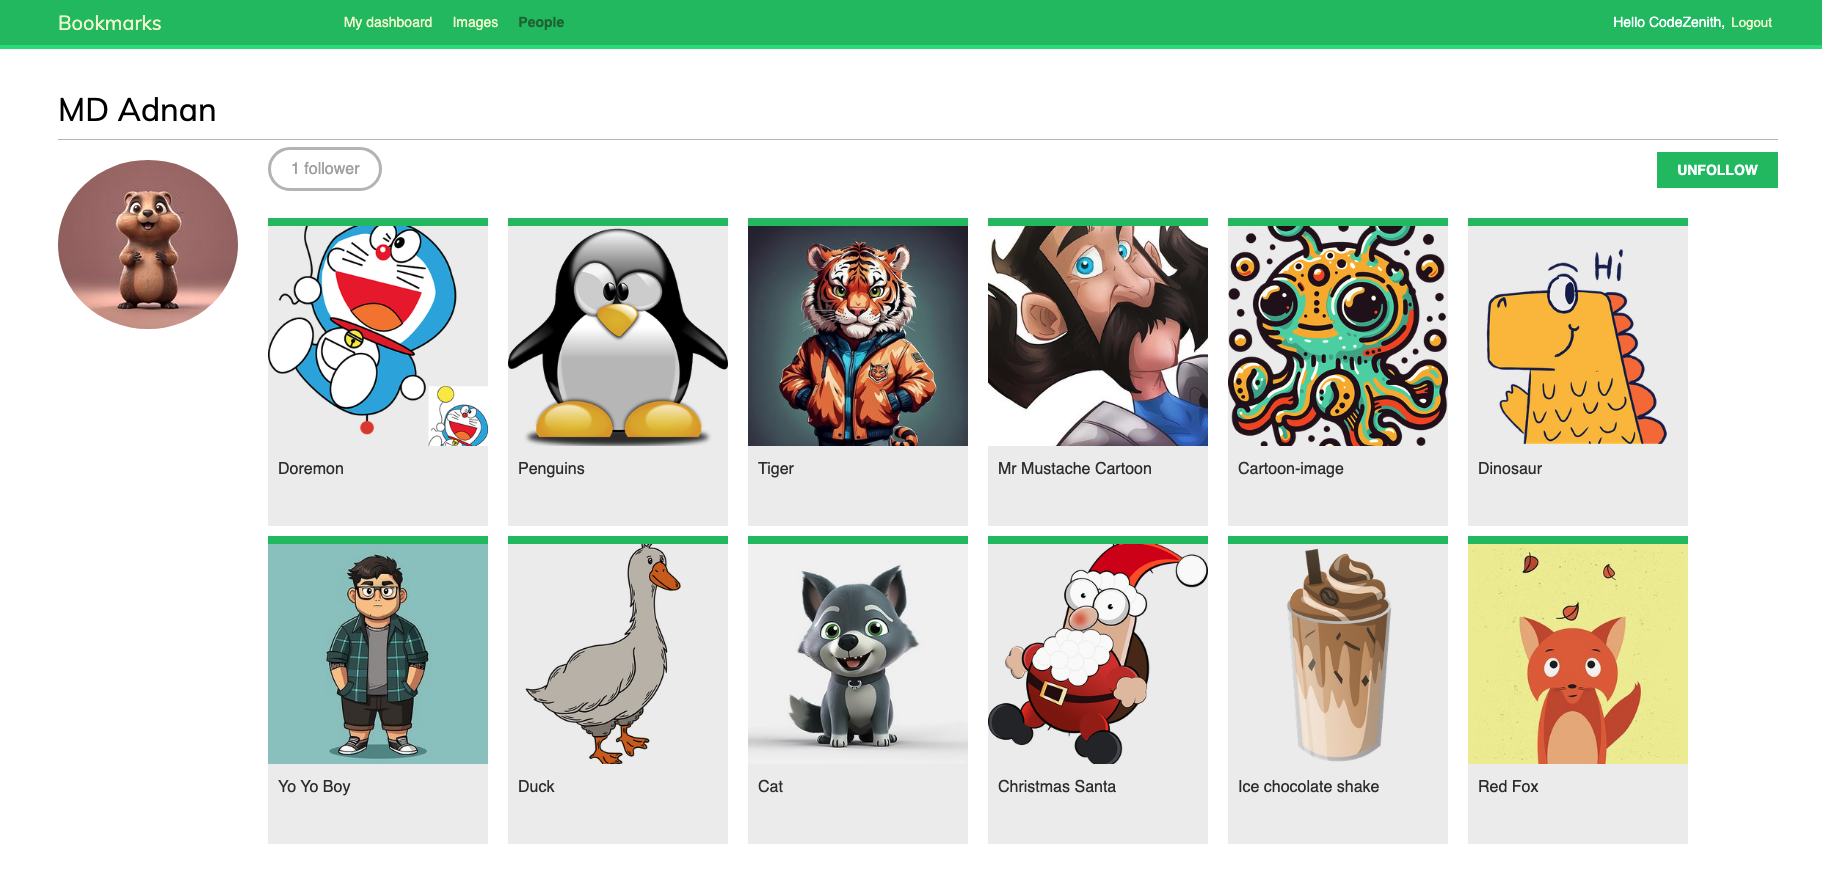 Bookmarks
My dashboard Images People
Hello CodeZenith, Logout
MD Adnan
1 follower
UNFOLLOW
Hi
Doremon
Penguins
Tiger
Mr Mustache Cartoon
Cartoon-image
Dinosaur
Yo Yo Boy
Duck
Cat
Christmas Santa
Ice chocolate shake
Red Fox